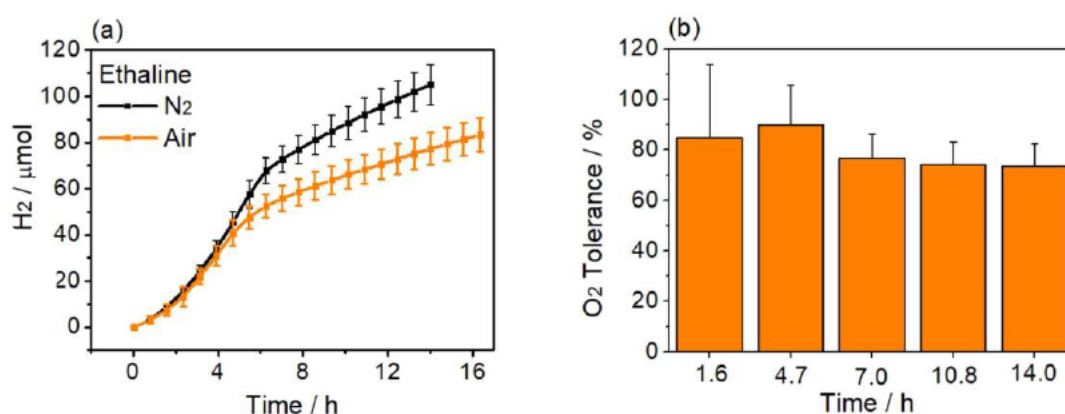 (a)
120
100
80
60
40
20
0
H2 / μmol
Ethaline
N2
Air
0 4 8 12 16
Time / h
(b)
120
100
80
60
40
20
0
O2 Tolerance / %
1.6 4.7 7.0 10.8 14.0
Time / h